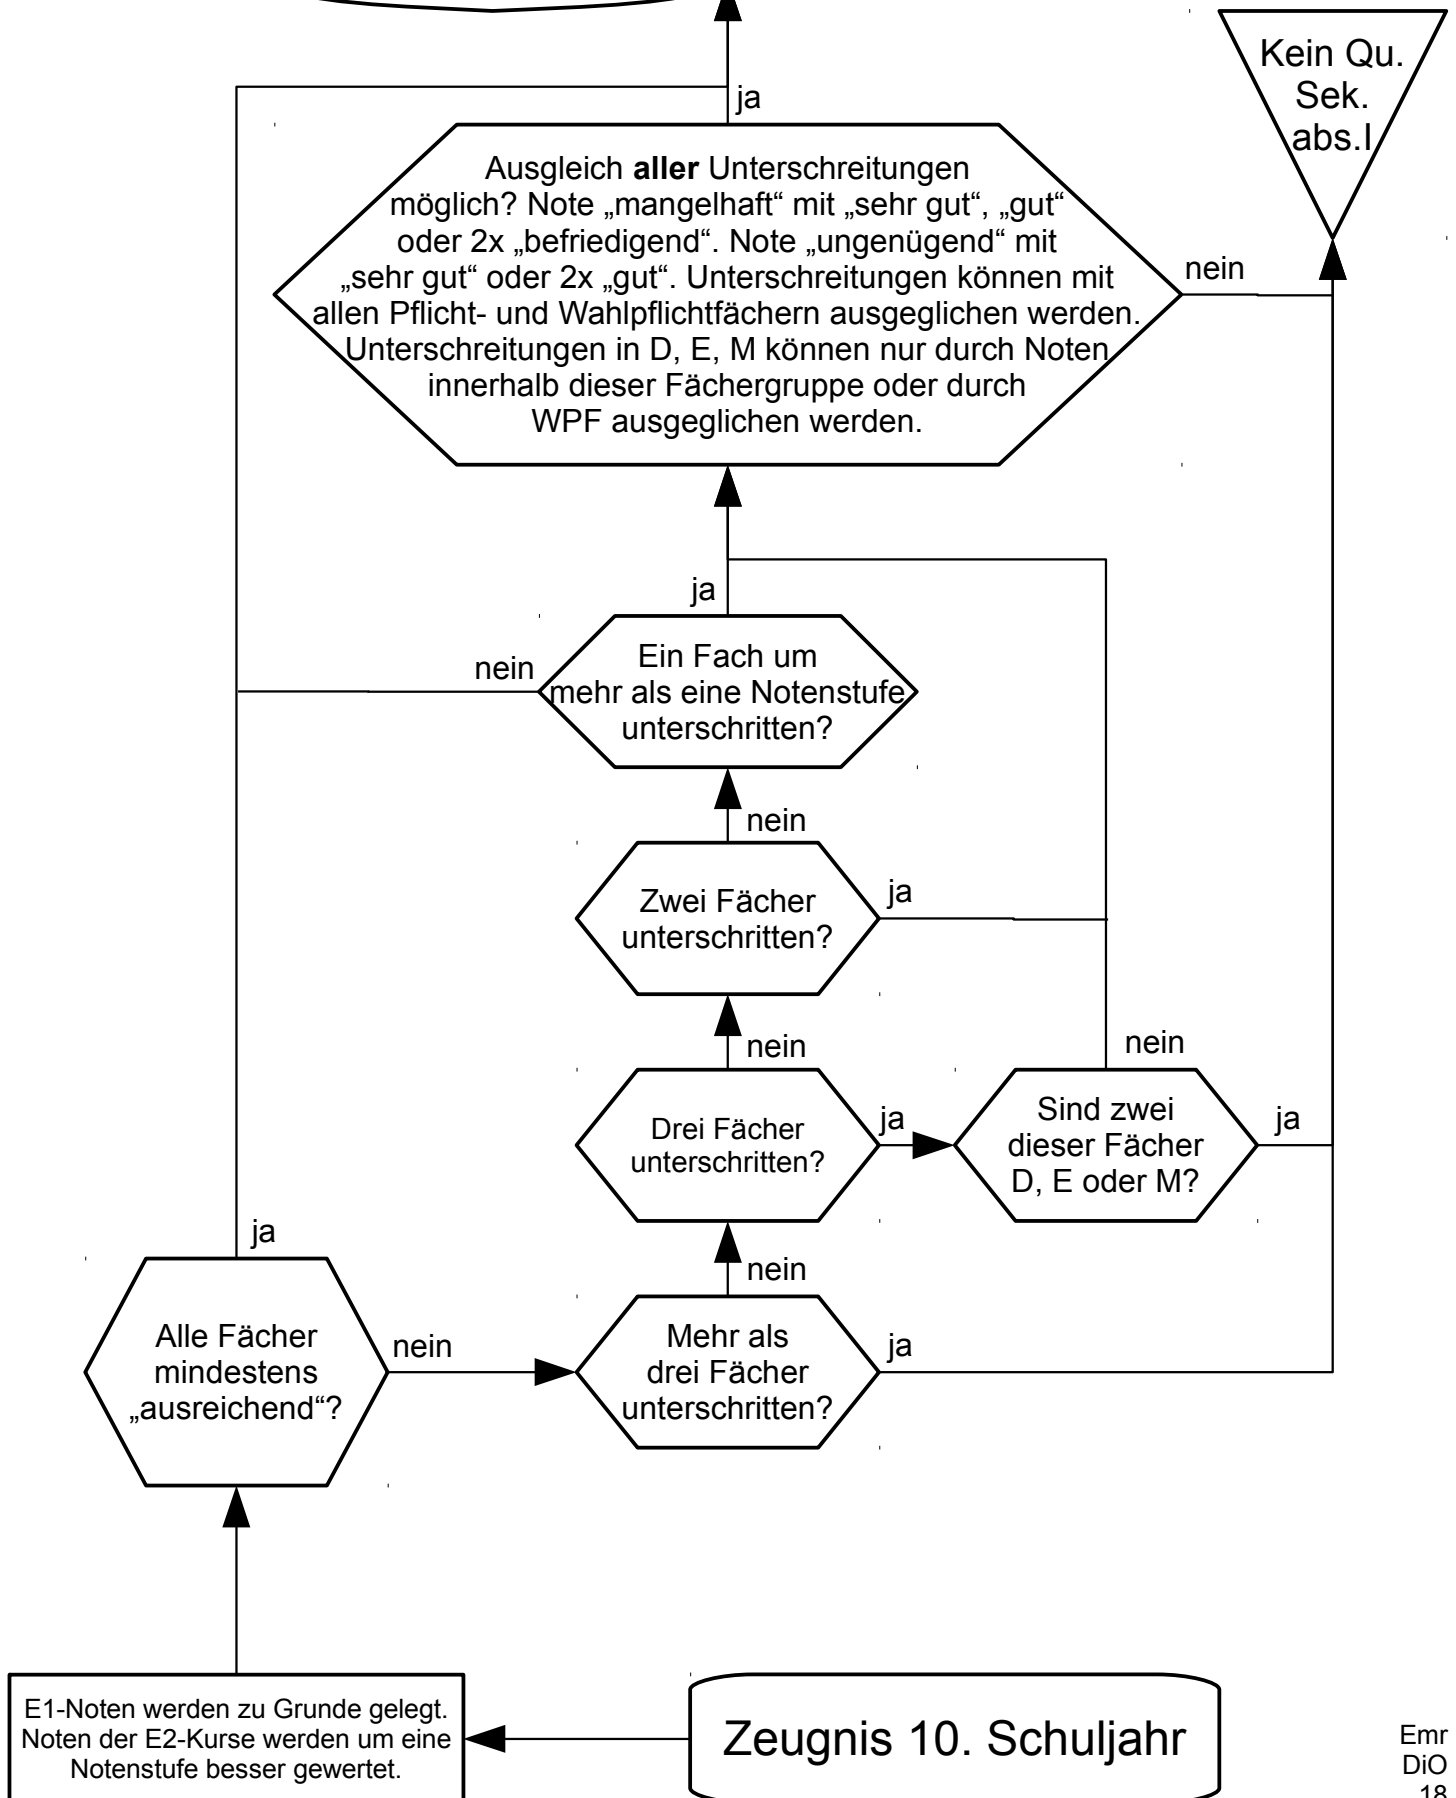 ja
Kein Qu.
Sek.
abs.I
Ausgleich aller Unterschreitungen
möglich? Note „mangelhaft“ mit „sehr gut“, „gut“
oder 2x „befriedigend“. Note „ungenügend“ mit
„sehr gut“ oder 2x „gut“. Unterschreitungen können mit
allen Pflicht- und Wahlpflichtfächern ausgeglichen werden.
Unterschreitungen in D, E, M können nur durch Noten
innerhalb dieser Fächergruppe oder durch
WPF ausgeglichen werden.
nein
ja
nein
Ein Fach um
mehr als eine Notenstufe
unterschritten?
nein
Zwei Fächer
unterschritten?
ja
nein
nein
Drei Fächer
unterschritten?
ja
Sind zwei
dieser Fächer
D, E oder M?
ja
ja
nein
Alle Fächer
mindestens
„ausreichend“?
nein
Mehr als
drei Fächer
unterschritten?
ja
E1-Noten werden zu Grunde gelegt.
Noten der E2-Kurse werden um eine
Notenstufe besser gewertet.
Zeugnis 10. Schuljahr
Emr
DiO
18